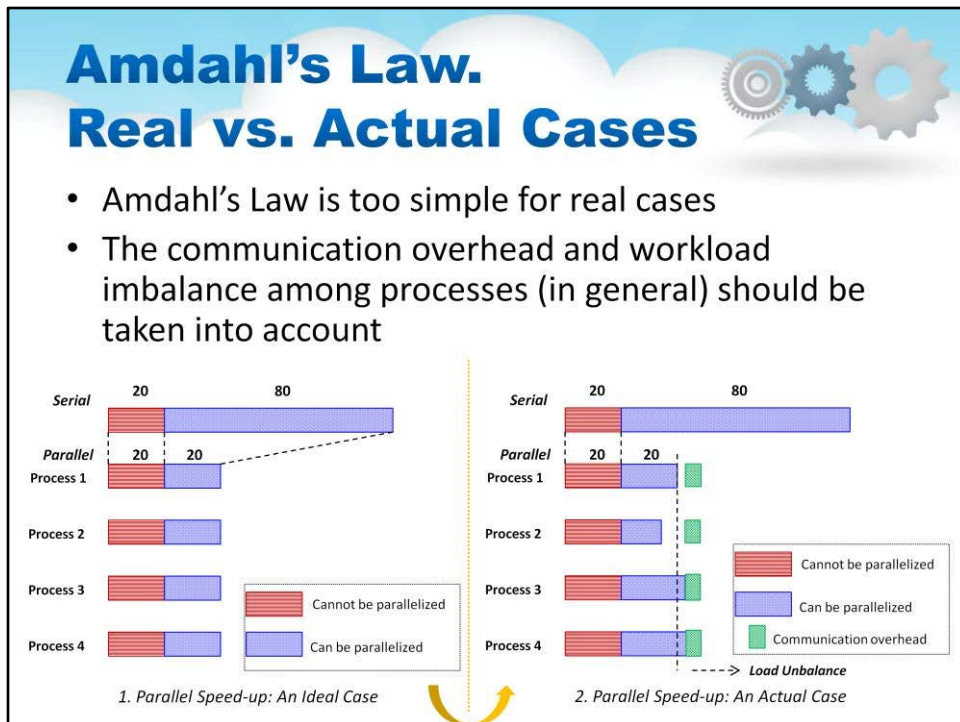 Amdahl's Law.
Real vs. Actual Cases
• Amdahl's Law is too simple for real cases
• The communication overhead and workload
imbalance among processes (in general) should be
taken into account
20 80
Serial
Parallel 20 20
Process 1
Process 2
Process 3
Process 4
Cannot be parallelized
Can be parallelized
1. Parallel Speed-up: An Ideal Case
20 80
Serial
Parallel 20 20
Process 1
Process 2
Process 3
Process 4
Cannot be parallelized
Can be parallelized
Communication overhead
Load Unbalance
2. Parallel Speed-up: An Actual Case